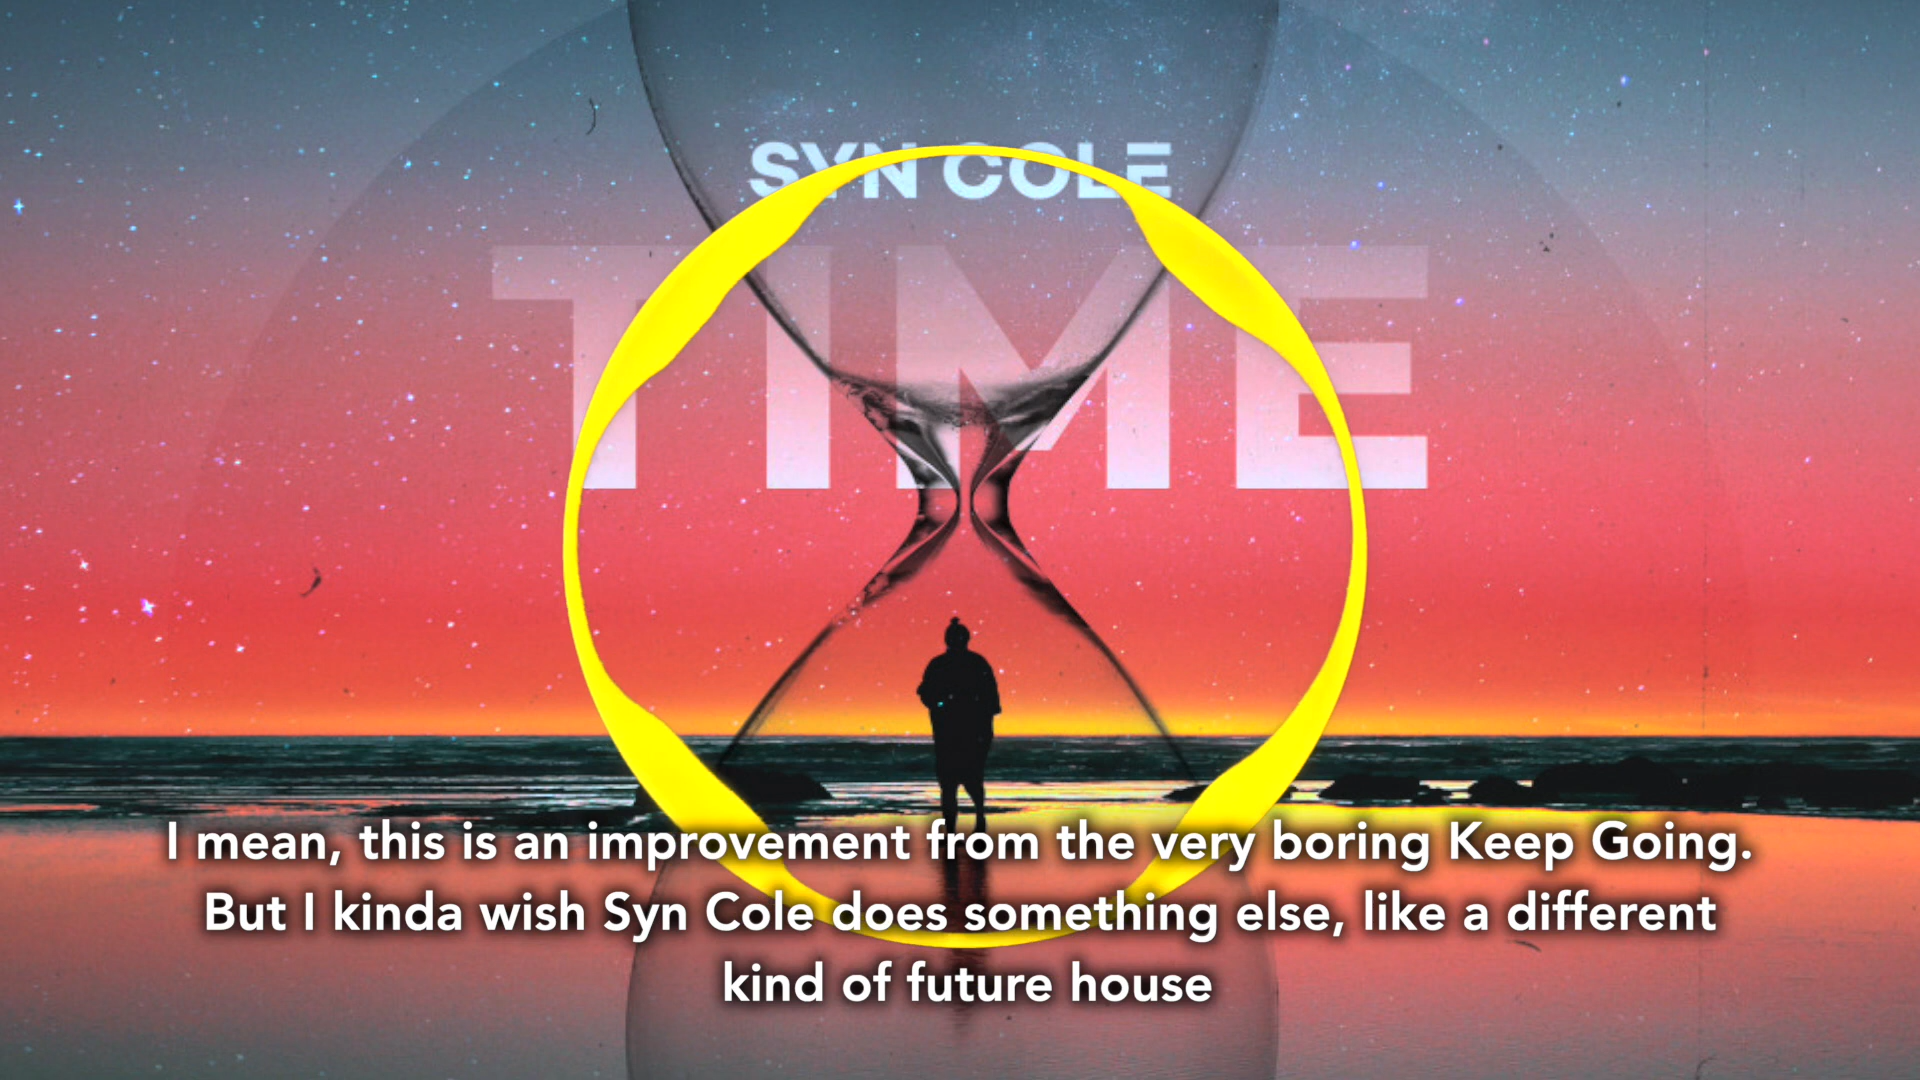 SYN COLE
TIME
I mean, this is an improvement from the very boring Keep Going.
But I kinda wish Syn Cole does something else, like a different
kind of future house